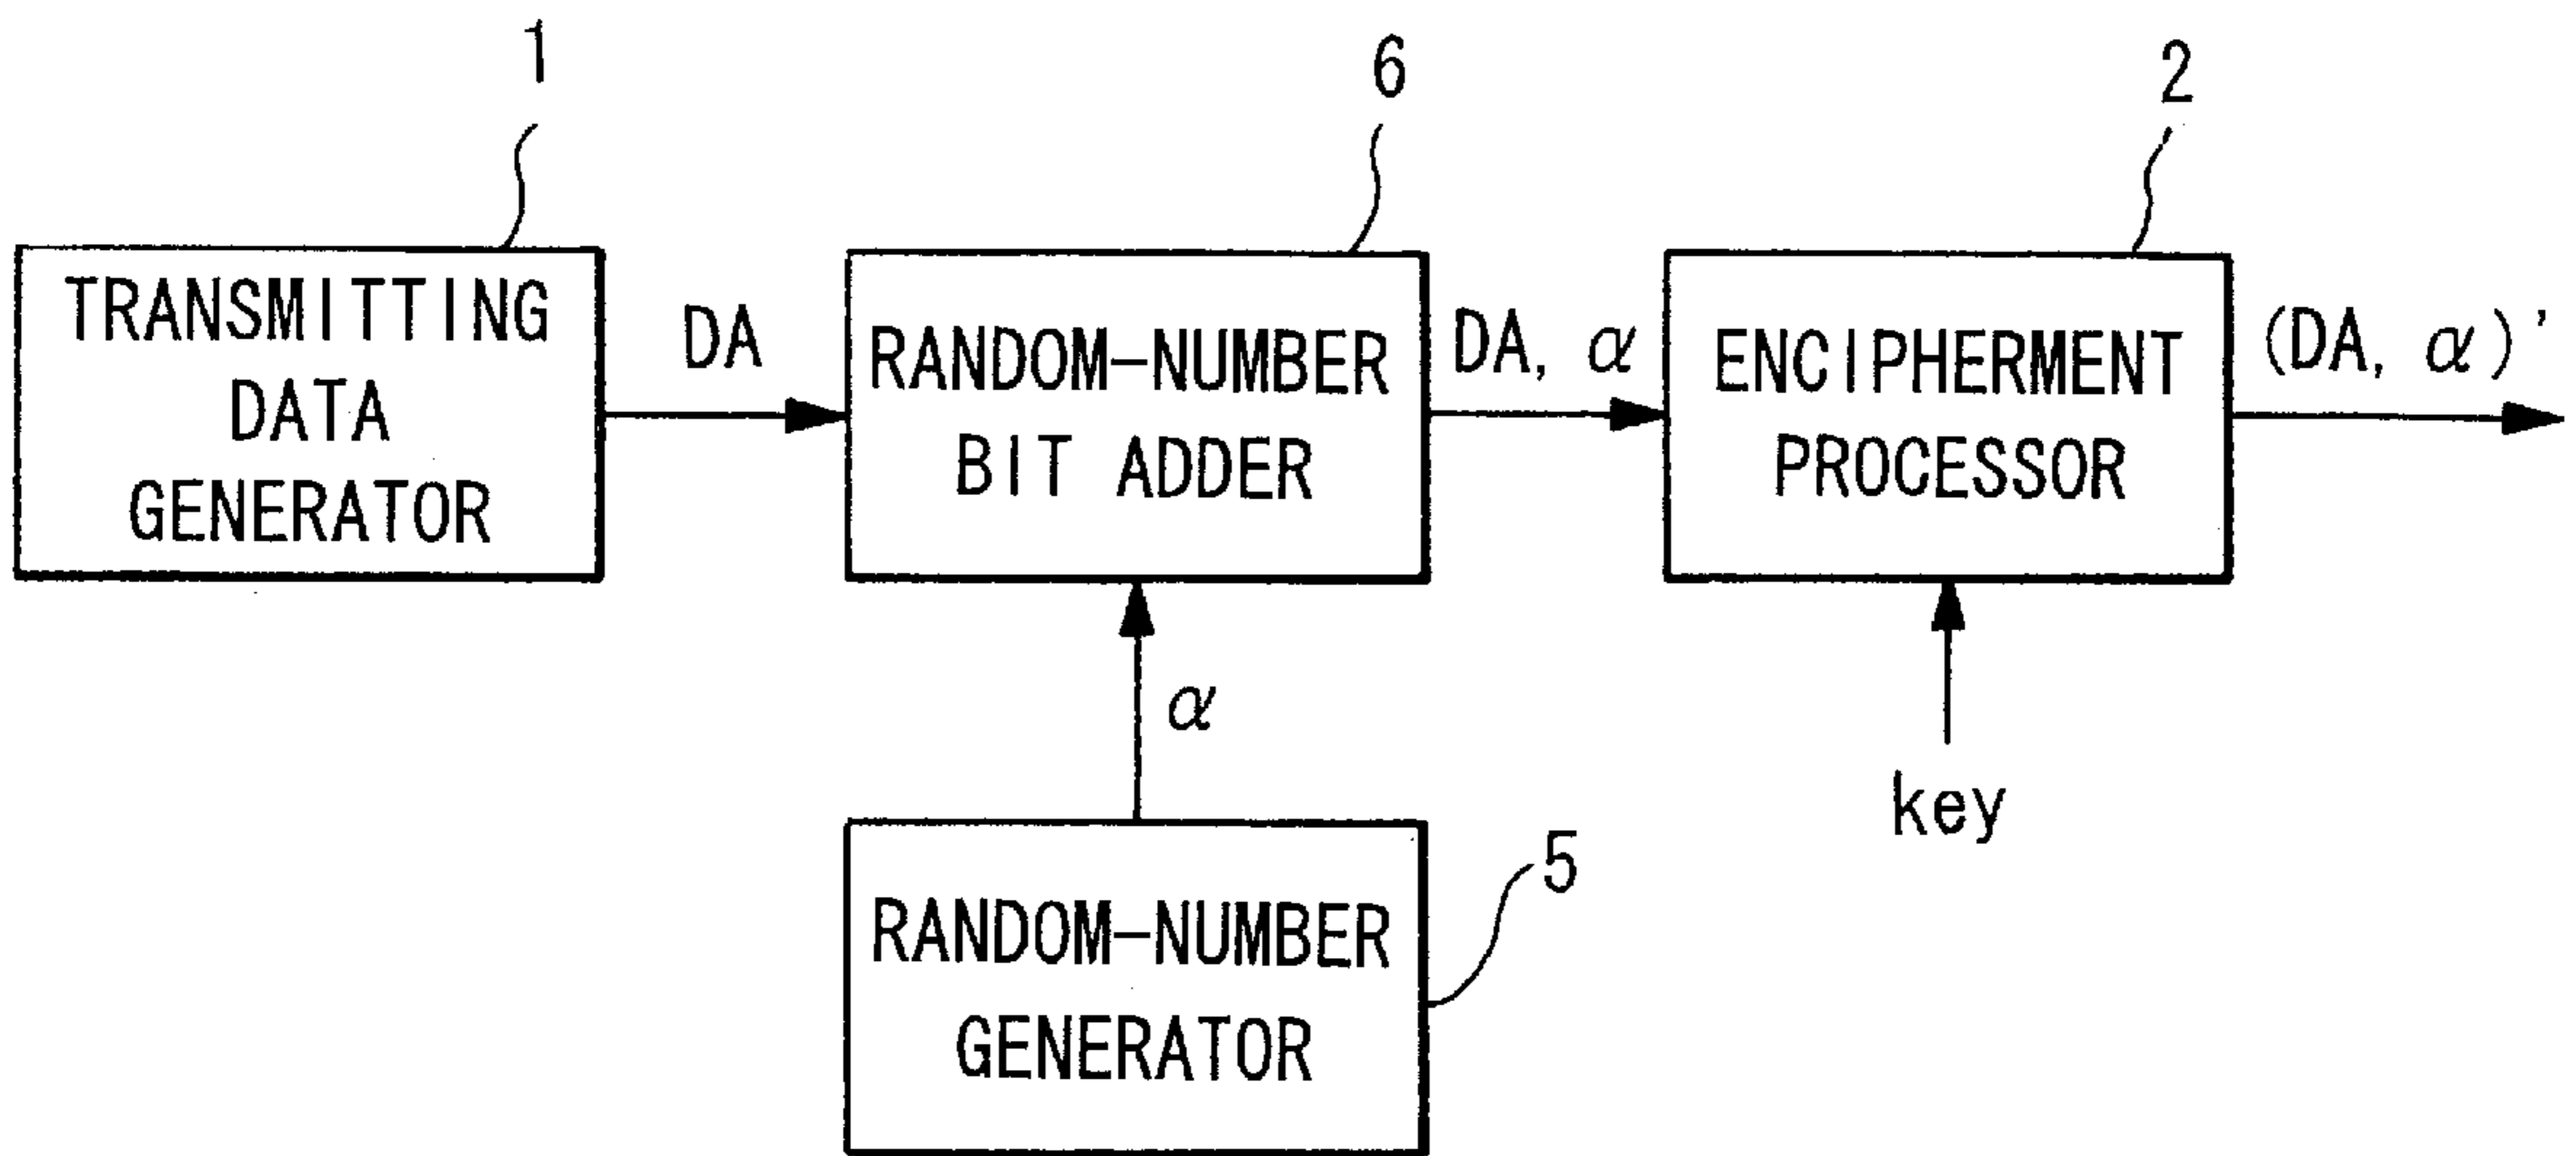 1
6
2
TRANSMITTING
DATA
GENERATOR
DA
RANDOM-NUMBER
BIT ADDER
DA, α
ENCIPHERMENT
PROCESSOR
(DA, α)'
α
key
RANDOM-NUMBER
GENERATOR
5